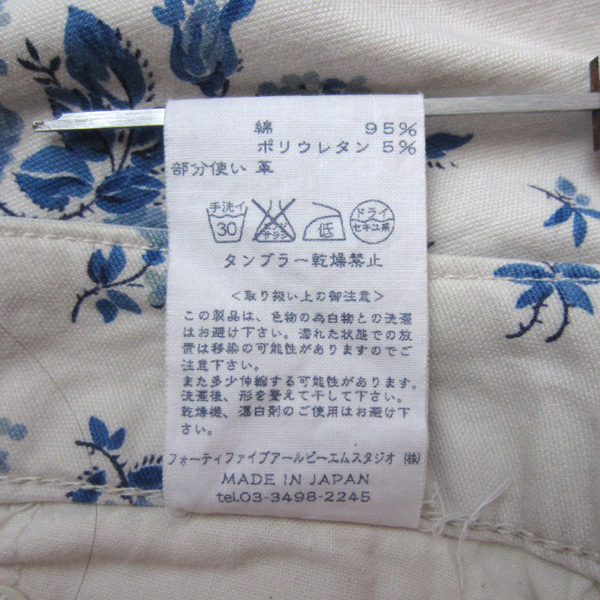 綿 95%
ポリウレタン 5%
部分使い 革
手洗イ 30 エンソサラシ 低 ドライ セキユ系
タンブラー乾燥禁止
<取り扱い上の御注意>
この製品は、色物の為白物との洗濯
はお避け下さい。濡れた状態での放
置は移染の可能性がありますのでご
注意下さい。
また多少伸縮する可能性があります。
洗濯後、形を整えて干して下さい。
乾燥機、漂白剤のご使用はお避け下
さい。
フォーティファイブアールピーエムスタジオ (株)
MADE IN JAPAN
tel.03-3498-2245